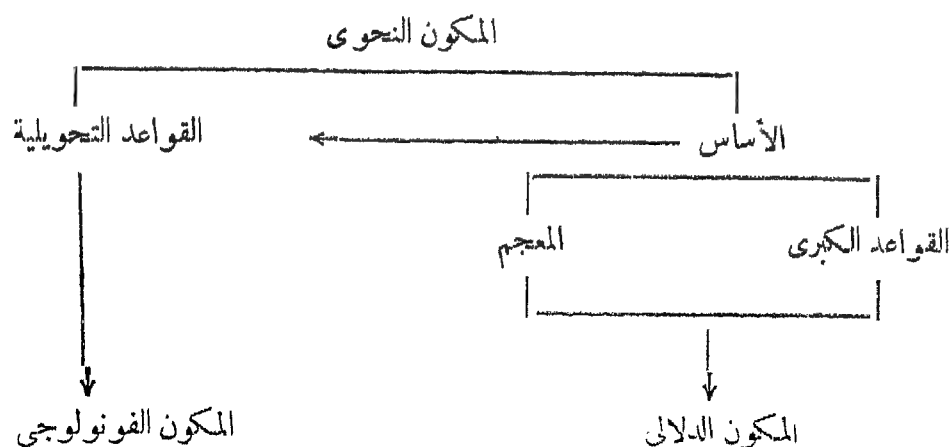 المكون النحوى
الأساس
القواعد التحويلية
القواعد الكبرى
المعجم
المكون الدلالى
المكون الفونولوجى